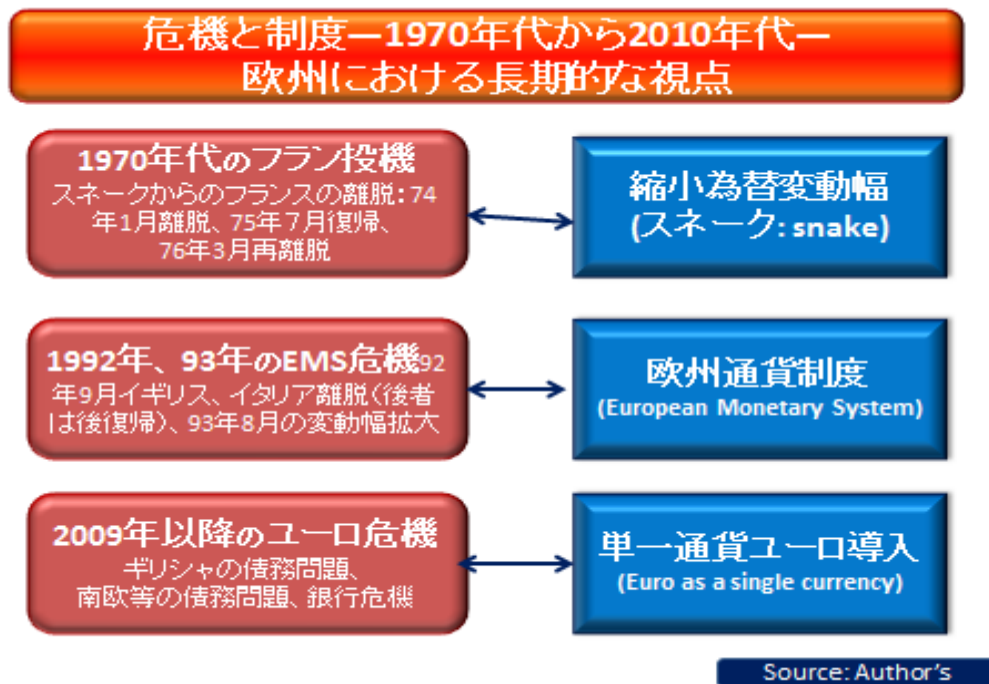 危機と制度―1970年代から2010年代―
欧州における長期的な視点
1970年代のフラン投機
スネークからのフランスの離脱：74
年1月離脱、75年7月復帰、
76年3月再離脱
縮小為替変動幅
(スネーク: snake)
1992年、93年のEMS危機92
年9月イギリス、イタリア離脱（後者
は後復帰）、93年8月の変動幅拡大
欧州通貨制度
(European Monetary System)
2009年以降のユーロ危機
ギリシャの債務問題、
南欧等の債務問題、銀行危機
単一通貨ユーロ導入
(Euro as a single currency)
Source: Author's